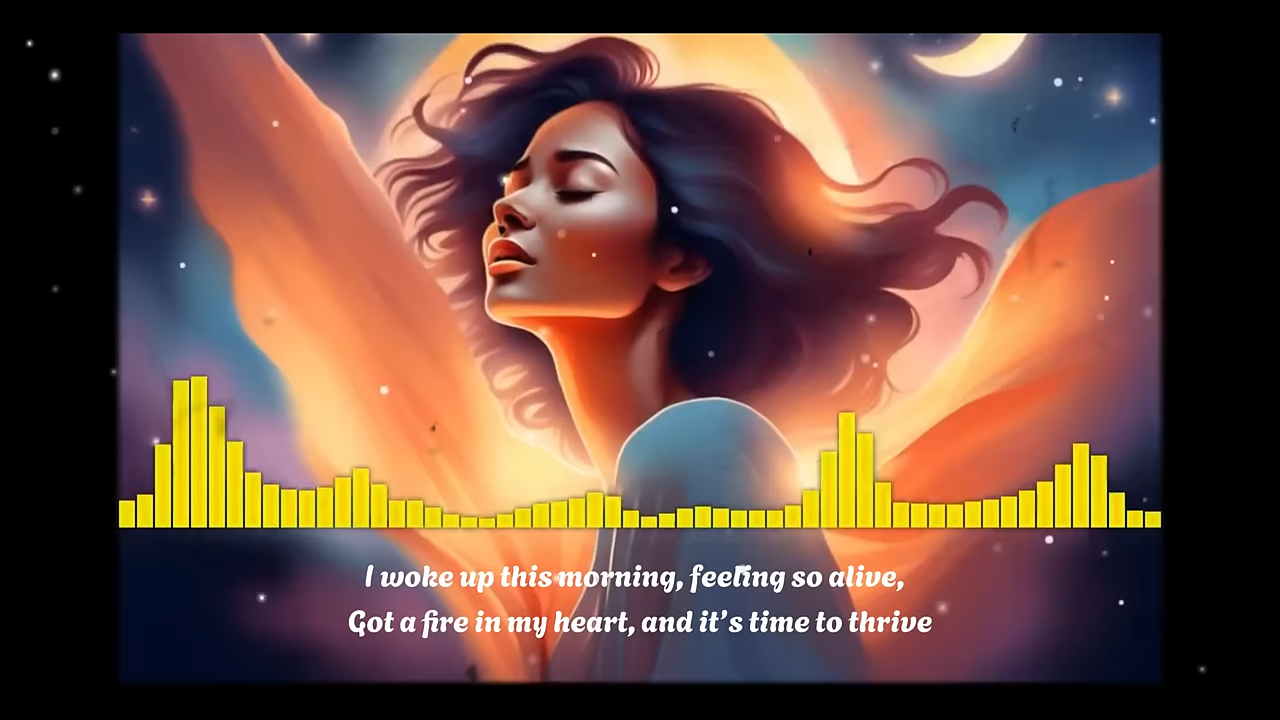 I woke up this morning, feeling so alive,
Got a fire in my heart, and it’s time to thrive